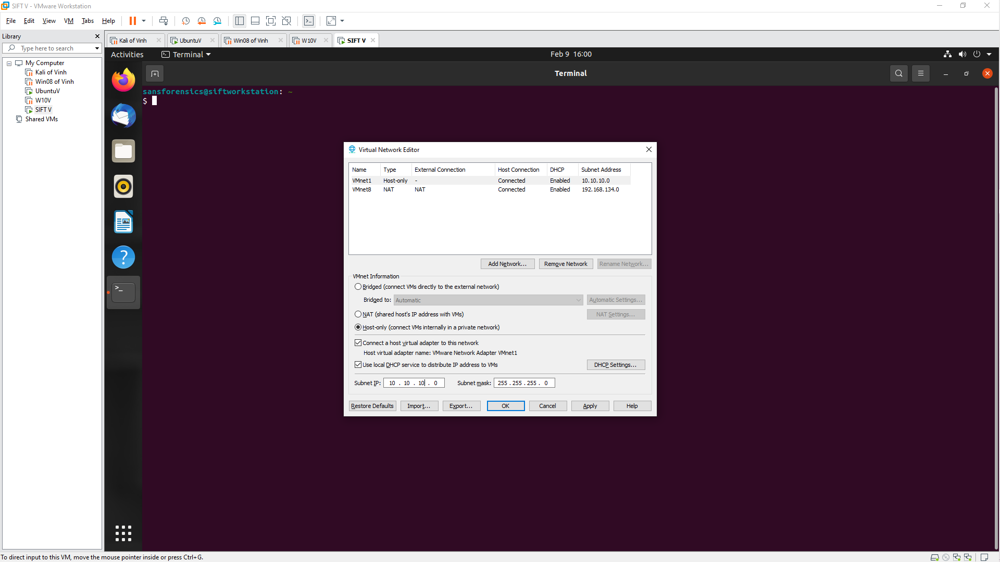 SIFT V - VMware Workstation
File Edit View VM Tabs Help
Library
Type here to search
My Computer
Kali of Vinh
Win08 of Vinh
UbuntuV
W10V
SIFT V
Shared VMs
Kali of Vinh UbuntuV Win08 of Vinh W10V SIFT V
Activities Terminal Feb 9 16:00
Terminal
sansforensics@siftworkstation: ~
$
Virtual Network Editor
Name Type External Connection Host Connection DHCP Subnet Address
VMnet1 Host-only - Connected Enabled 10.10.10.0
VMnet8 NAT NAT Connected Enabled 192.168.134.0
Add Network... Remove Network Rename Network...
VMnet Information
Bridged (connect VMs directly to the external network)
Bridged to: Automatic Automatic Settings...
NAT (shared host's IP address with VMs) NAT Settings...
Host-only (connect VMs internally in a private network)
Connect a host virtual adapter to this network
Host virtual adapter name: VMware Network Adapter VMnet1
Use local DHCP service to distribute IP address to VMs DHCP Settings...
Subnet IP: 10 . 10 . 10 . 0 Subnet mask: 255 . 255 . 255 . 0
Restore Defaults Import... Export... OK Cancel Apply Help
To direct input to this VM, move the mouse pointer inside or press Ctrl+G.